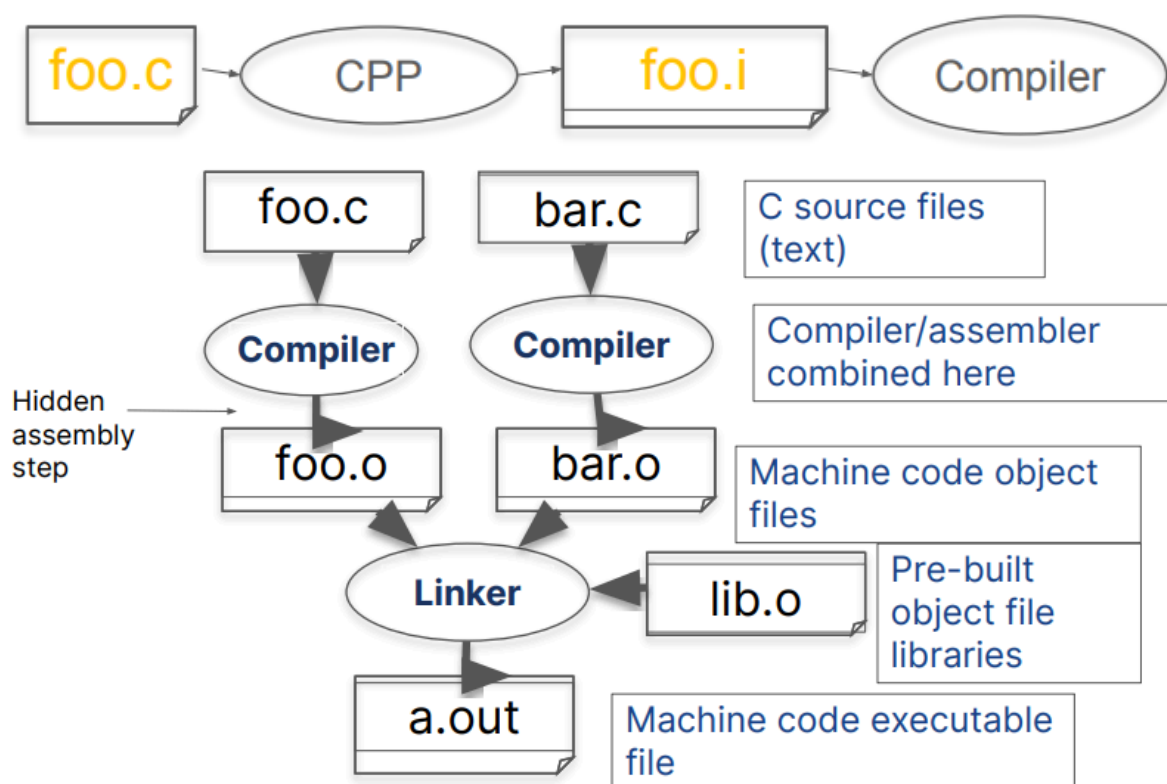 foo.c
CPP
foo.i
Compiler
foo.c
bar.c
C source files
(text)
Compiler
Compiler
Compiler/assembler
combined here
Hidden
assembly
step
foo.o
bar.o
Machine code object
files
Linker
lib.o
Pre-built
object file
libraries
a.out
Machine code executable
file